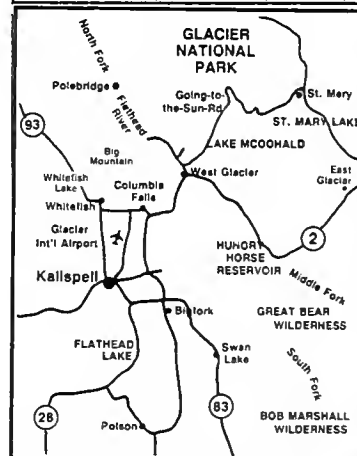 GLACIER
NATIONAL
PARK
North Fork
Polebridge
Flathead
River
Going-to-
the-Sun-Rd
St. Mary
ST. MARY LAKE
93
LAKE MCOOHALD
Big
Mountain
West Glacier
East
Glacier
Whitefish
Lake
Columbia
Falls
Whitefish
Glacier
Int'l Airport
2
HUNGRY
HORSE
RESERVOIR
Kalispell
Middle Fork
Bigfork
GREAT BEAR
WILDERNESS
FLATHEAD
LAKE
Swan
Lake
South Fork
28
83
BOB MARSHALL
WILDERNESS
Polson